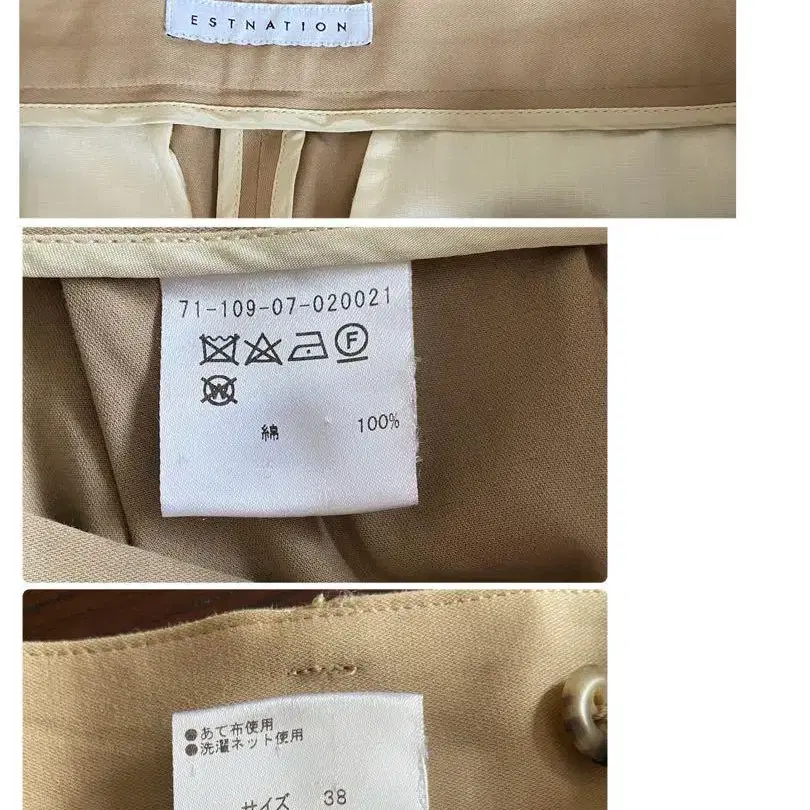 ESTNATION
71-109-07-020021
F
W
綿 100%
●あて布使用
●洗濯ネット使用
サイズ 38